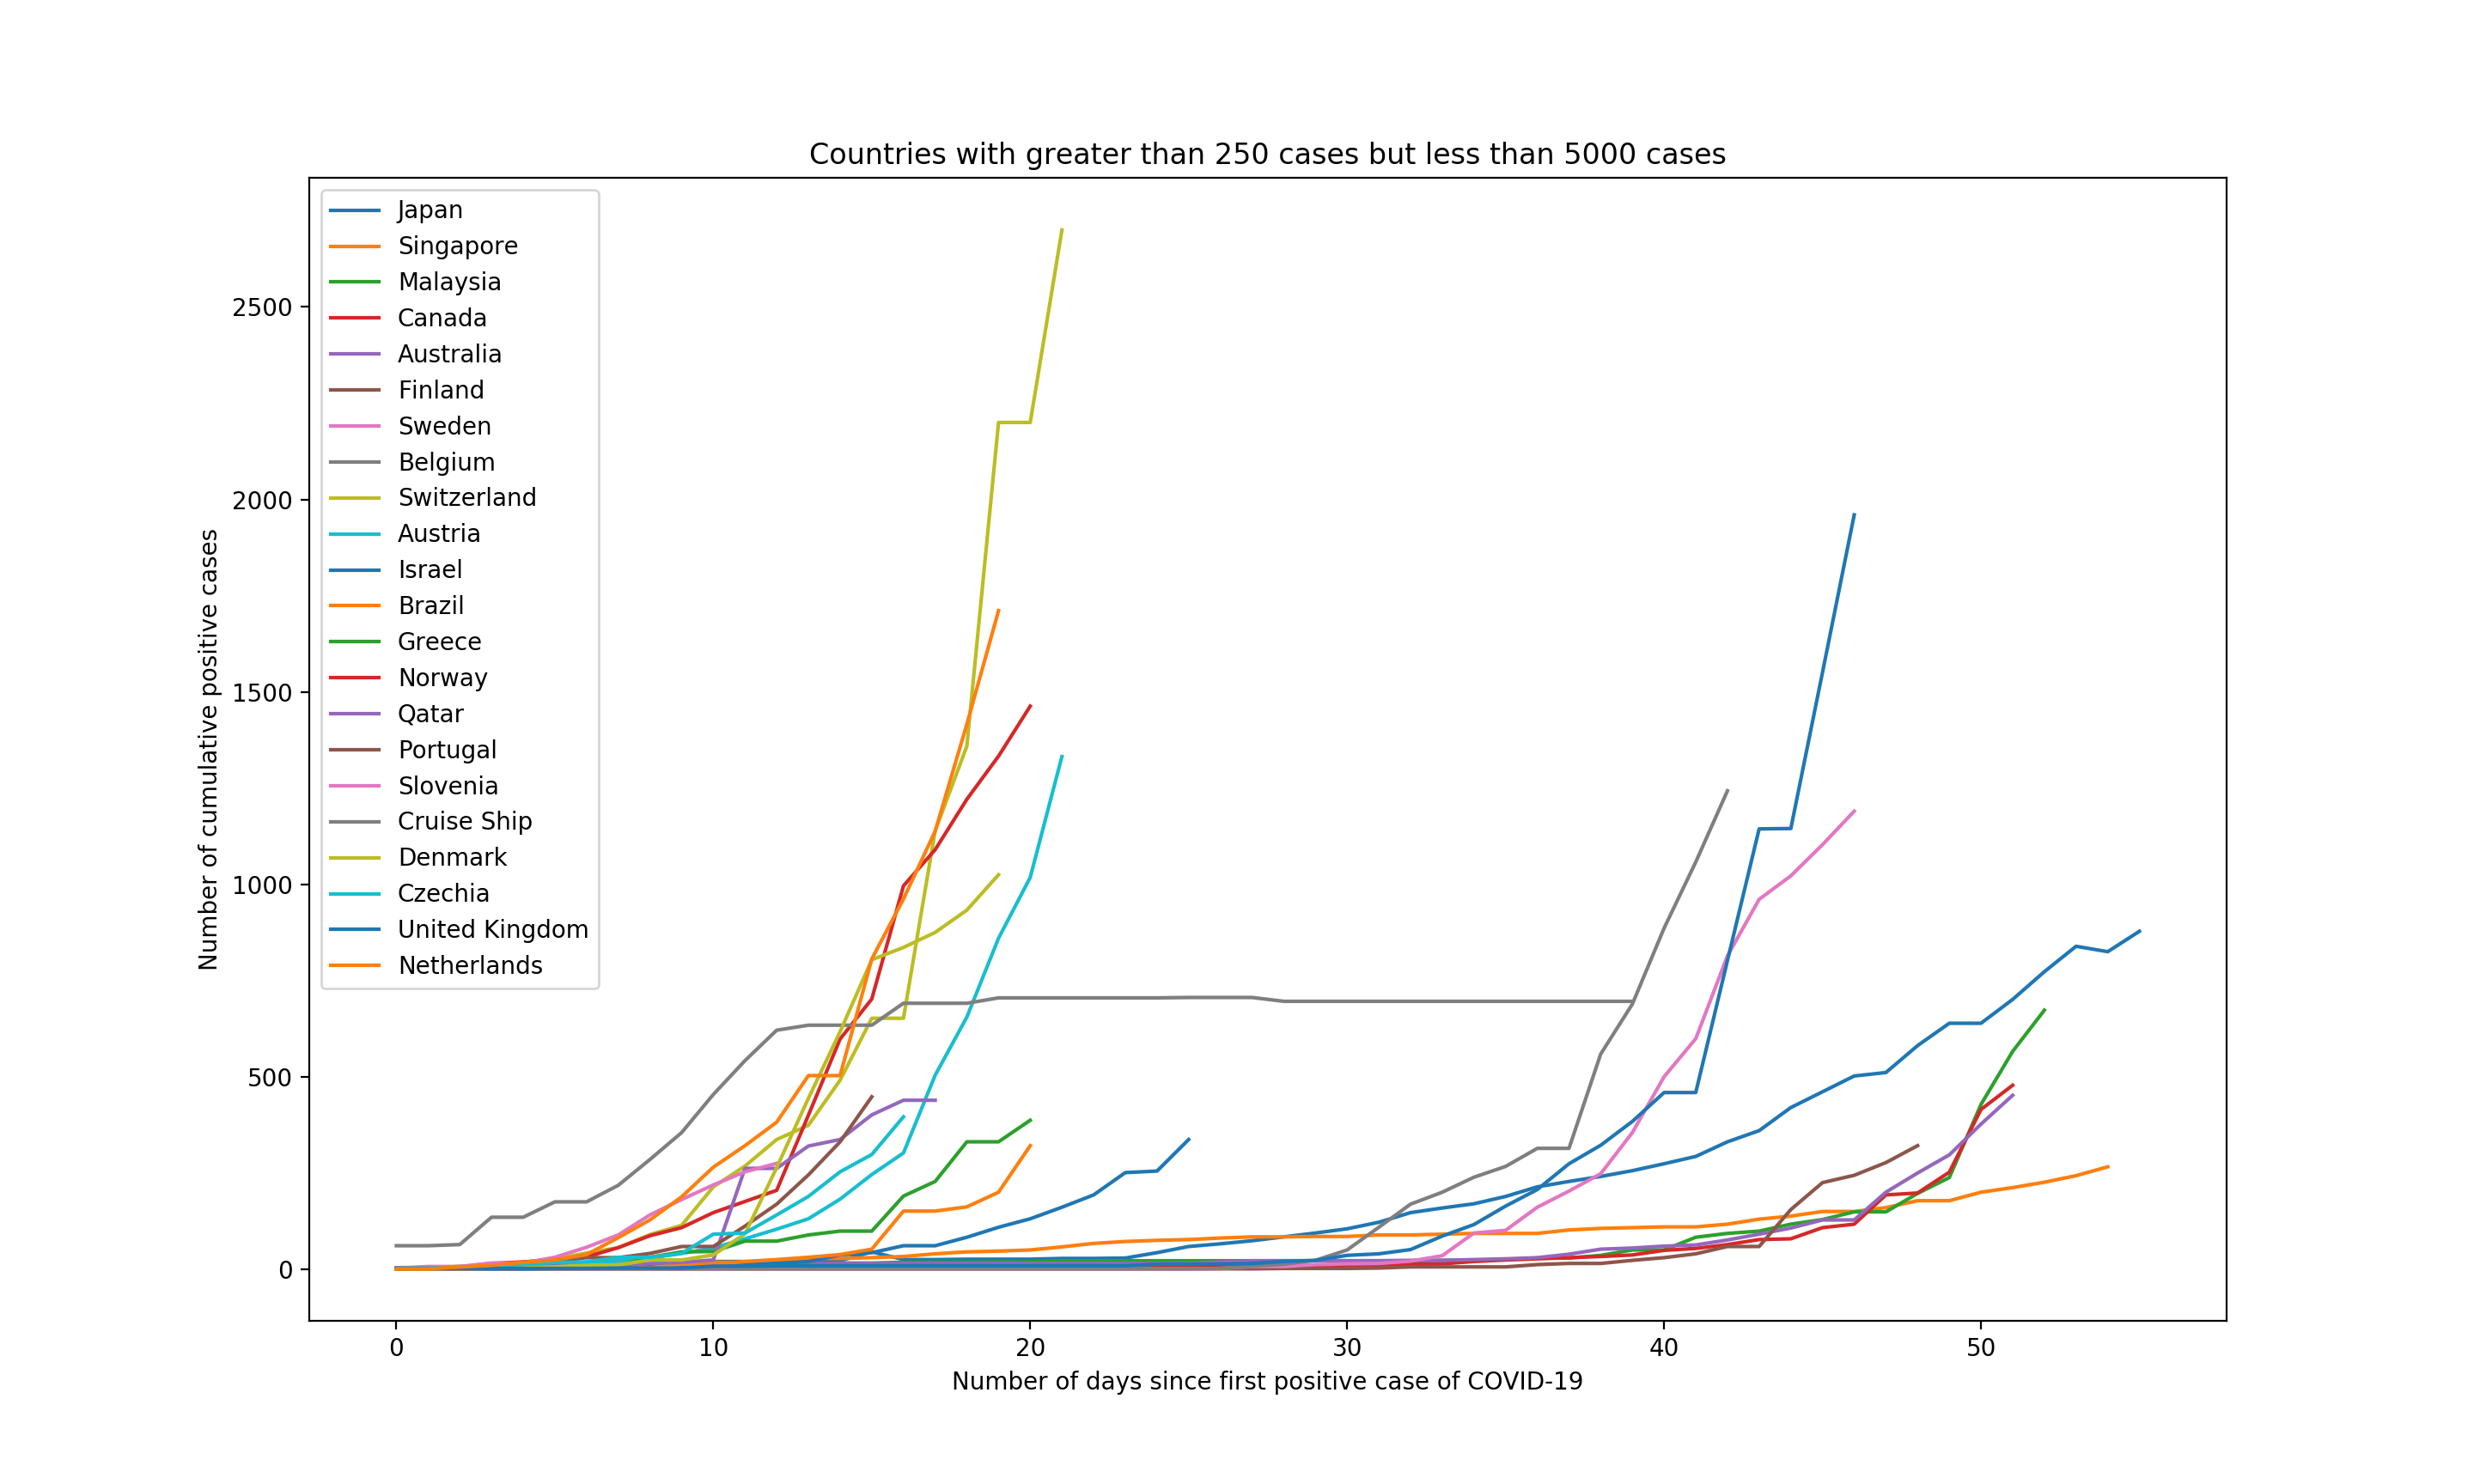 Countries with greater than 250 cases but less than 5000 cases
Japan
Singapore
Malaysia
Canada
Australia
Finland
Sweden
Belgium
Switzerland
Austria
Israel
Brazil
Greece
Norway
Qatar
Portugal
Slovenia
Cruise Ship
Denmark
Czechia
United Kingdom
Netherlands
Number of cumulative positive cases
2500
2000
1500
1000
500
0
0 10 20 30 40 50
Number of days since first positive case of COVID-19